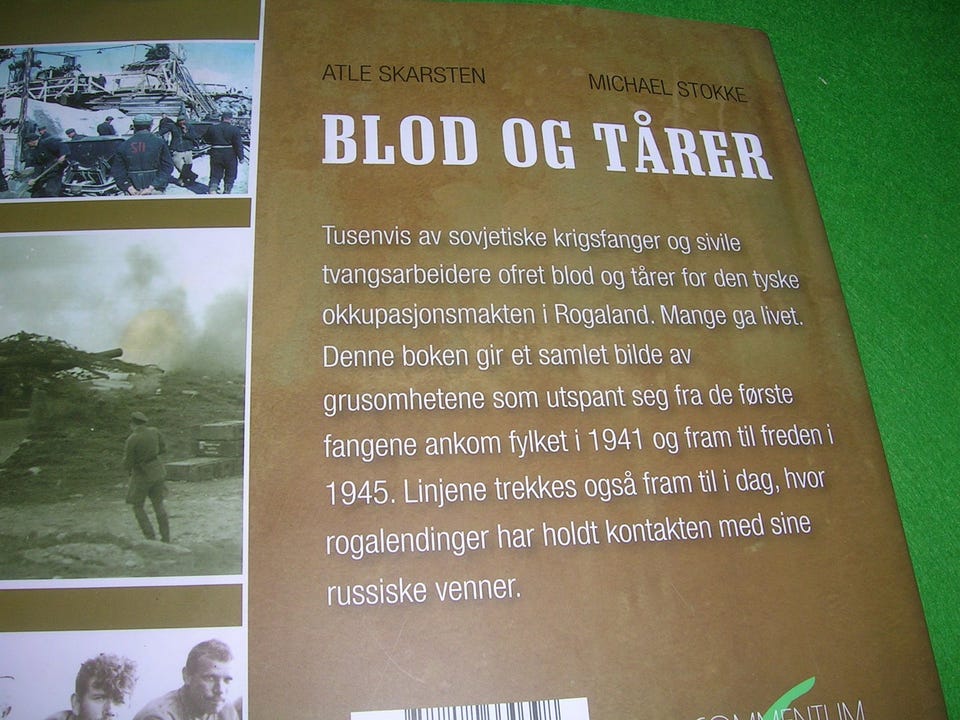 ATLE SKARSTEN
MICHAEL STOKKE
BLOD OG TÅRER
Tusenvis av sovjetiske krigsfanger og sivile
tvangsarbeidere ofret blod og tårer for den tyske
okkupasjonsmakten i Rogaland. Mange ga livet.
Denne boken gir et samlet bilde av
grusomhetene som utspant seg fra de første
fangene ankom fylket i 1941 og fram til freden i
1945. Linjene trekkes også fram til i dag, hvor
rogalendinger har holdt kontakten med sine
russiske venner.
COMMENTUM